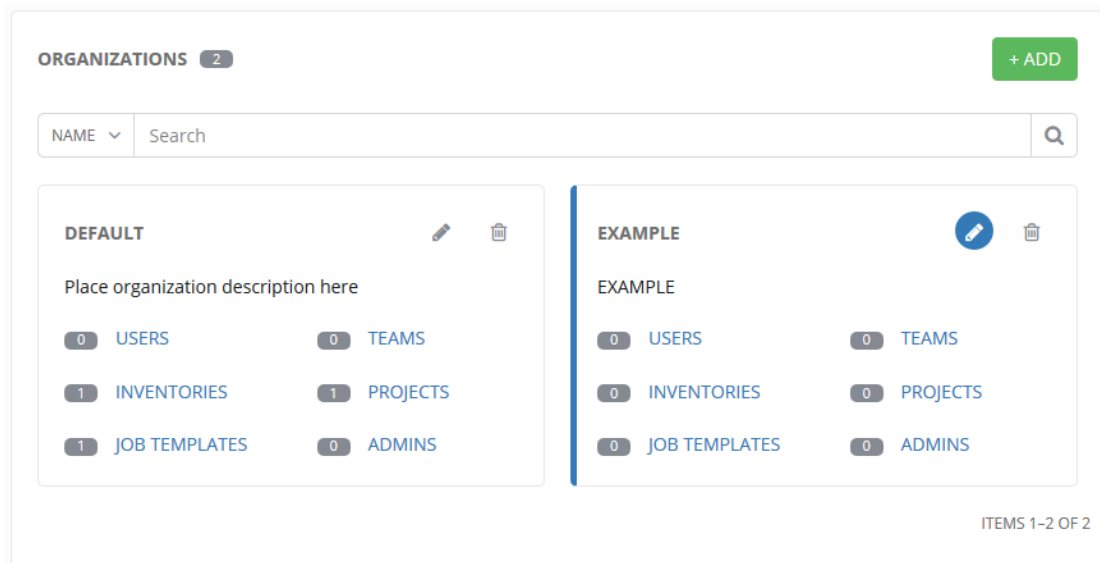 ORGANIZATIONS 2
+ ADD
NAME Search
DEFAULT
Place organization description here
0 USERS 0 TEAMS
1 INVENTORIES 1 PROJECTS
1 JOB TEMPLATES 0 ADMINS
EXAMPLE
EXAMPLE
0 USERS 0 TEAMS
0 INVENTORIES 0 PROJECTS
0 JOB TEMPLATES 0 ADMINS
ITEMS 1–2 OF 2